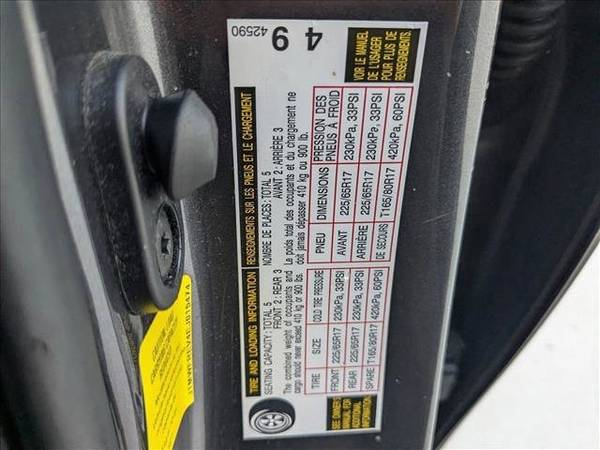 TIRE AND LOADING INFORMATION
RENSEIGNEMENTS SUR LES PNEUS ET LE CHARGEMENT
SEATING CAPACITY: TOTAL 5
FRONT 2: REAR 3
The combined weight of occupants and
cargo should never exceed 410 kg or 900 lbs.
NOMBRE DE PLACES: TOTAL 5
AVANT 2: ARRIÈRE 3
Le poids total des occupants et du chargement ne
doit jamais dépasser 410 kg ou 900 lb.
TIRE SIZE COLD TIRE PRESSURE
FRONT 225/65R17 230kPa, 33PSI
REAR 225/65R17 230kPa, 33PSI
SPARE T165/80R17 420kPa, 60PSI
PNEU DIMENSIONS PRESSION DES
PNEUS À FROID
AVANT 225/65R17 230kPa, 33PSI
ARRIÈRE 225/65R17 230kPa, 33PSI
DE SECOURS T165/80R17 420kPa, 60PSI
SEE OWNER'S
MANUAL FOR
ADDITIONAL
INFORMATION
VOIR LE MANUEL
DE L'USAGER
POUR PLUS DE
RENSEIGNEMENTS
4 9
42590